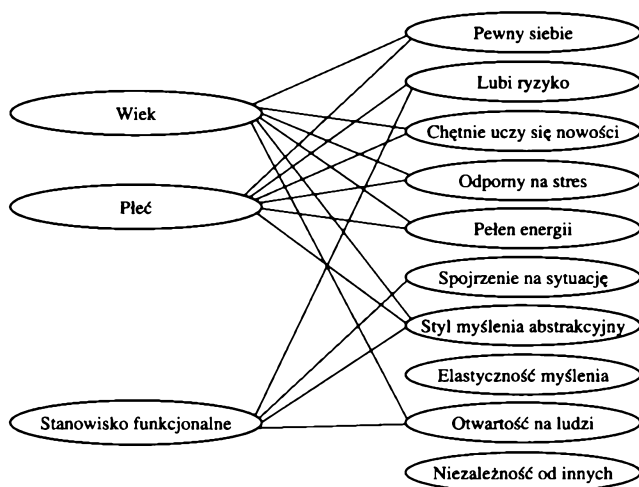 Wiek
Płeć
Stanowisko funkcjonalne
Pewny siebie
Lubi ryzyko
Chętnie uczy się nowości
Odporny na stres
Pełen energii
Spojrzenie na sytuację
Styl myślenia abstrakcyjny
Elastyczność myślenia
Otwartość na ludzi
Niezależność od innych